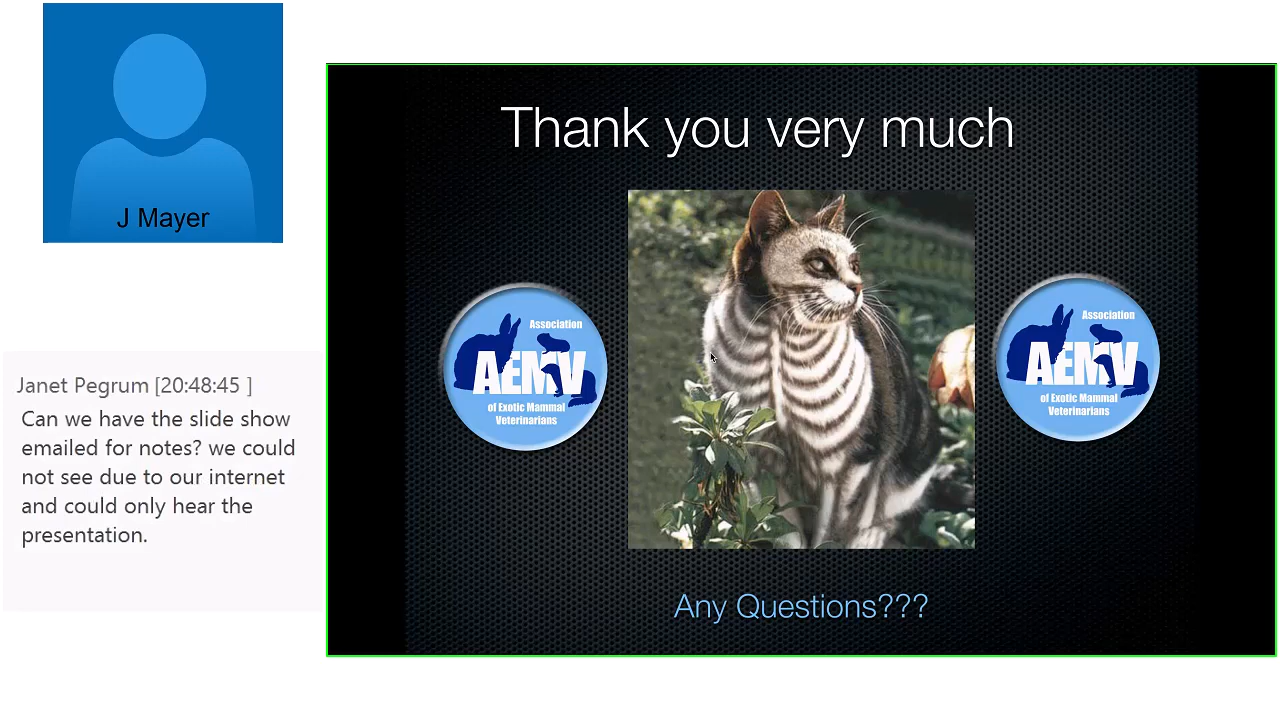 J Mayer
Janet Pegrum [20:48:45 ]
Can we have the slide show
emailed for notes? we could
not see due to our internet
and could only hear the
presentation.
Thank you very much
Association
AEMV
of Exotic Mammal
Veterinarians
Association
AEMV
of Exotic Mammal
Veterinarians
Any Questions???